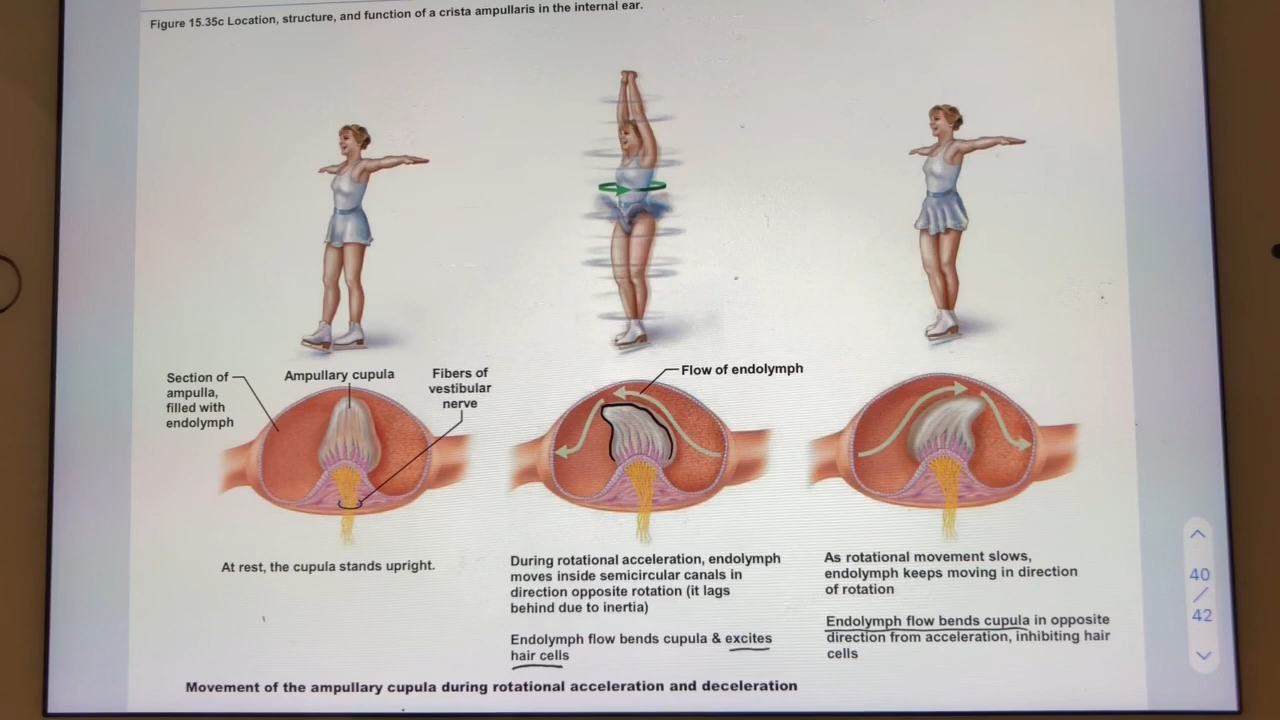 Figure 15.35c Location, structure, and function of a crista ampullaris in the internal ear.
Section of
ampulla,
filled with
endolymph
Ampullary cupula
Fibers of
vestibular
nerve
Flow of endolymph
At rest, the cupula stands upright.
During rotational acceleration, endolymph
moves inside semicircular canals in
direction opposite rotation (it lags
behind due to inertia)
Endolymph flow bends cupula & excites
hair cells
As rotational movement slows,
endolymph keeps moving in direction
of rotation
Endolymph flow bends cupula in opposite
direction from acceleration, inhibiting hair
cells
Movement of the ampullary cupula during rotational acceleration and deceleration
40
/
42